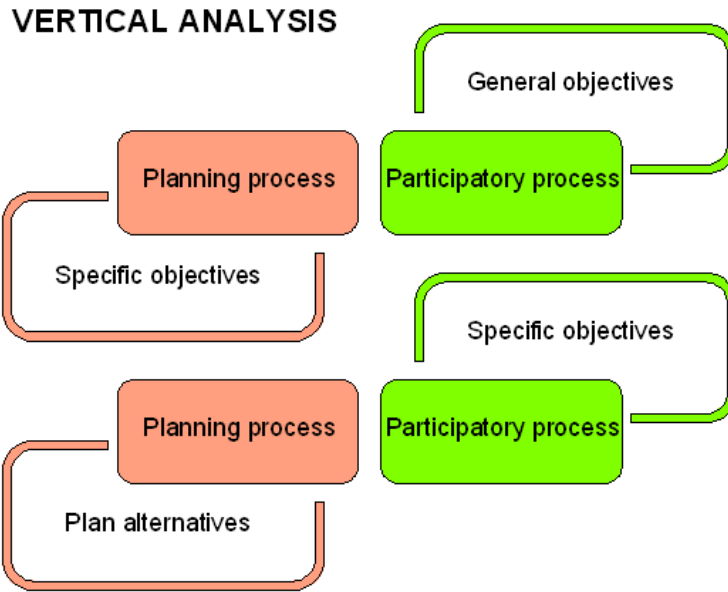 VERTICAL ANALYSIS
General objectives
Planning process
Participatory process
Specific objectives
Specific objectives
Planning process
Participatory process
Plan alternatives